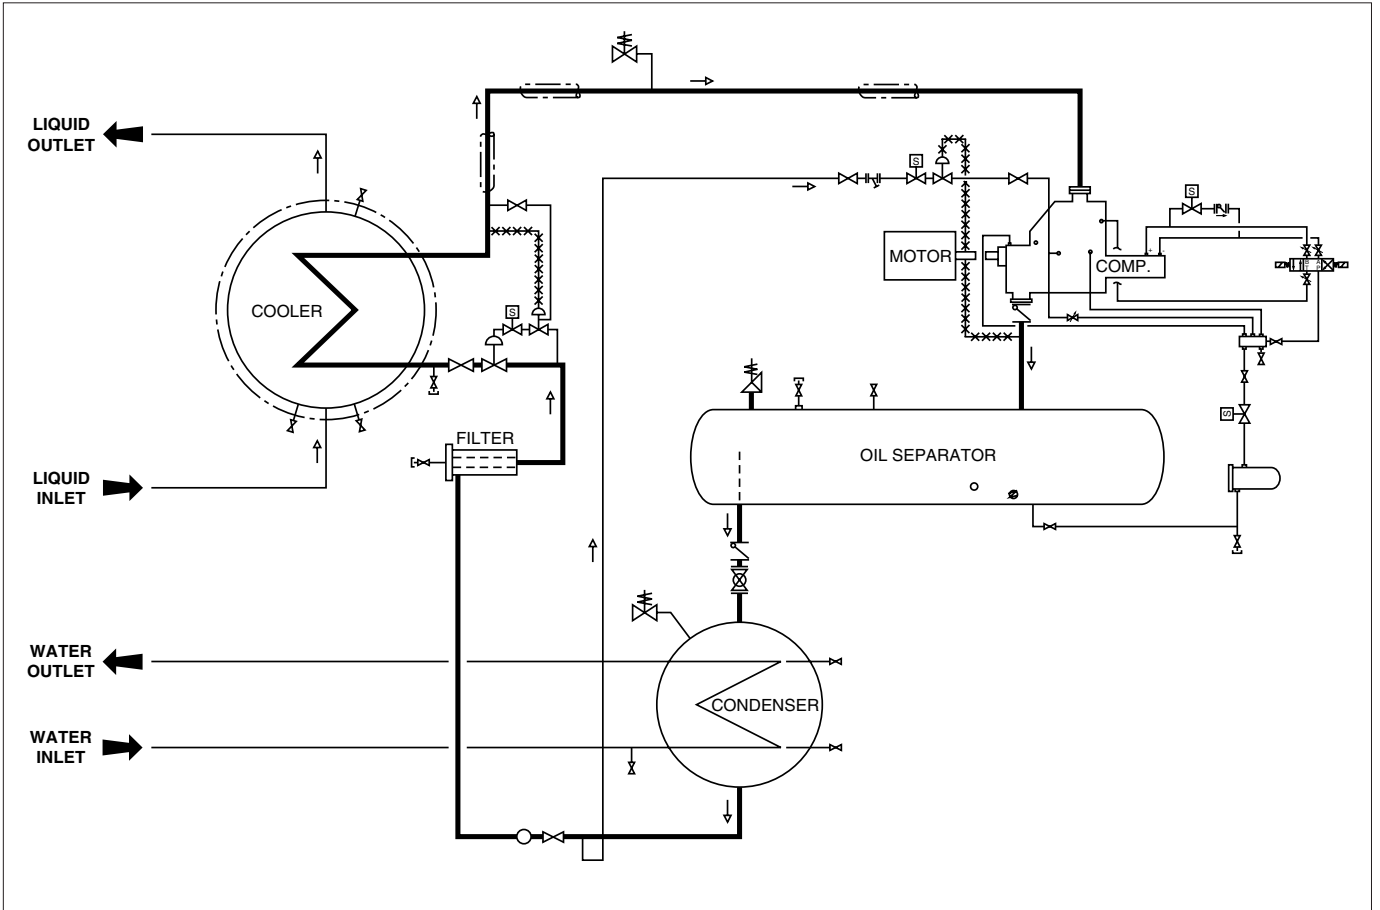 LIQUID
OUTLET
S
S
MOTOR
COMP.
COOLER
S
S
FILTER
OIL SEPARATOR
LIQUID
INLET
WATER
OUTLET
CONDENSER
WATER
INLET